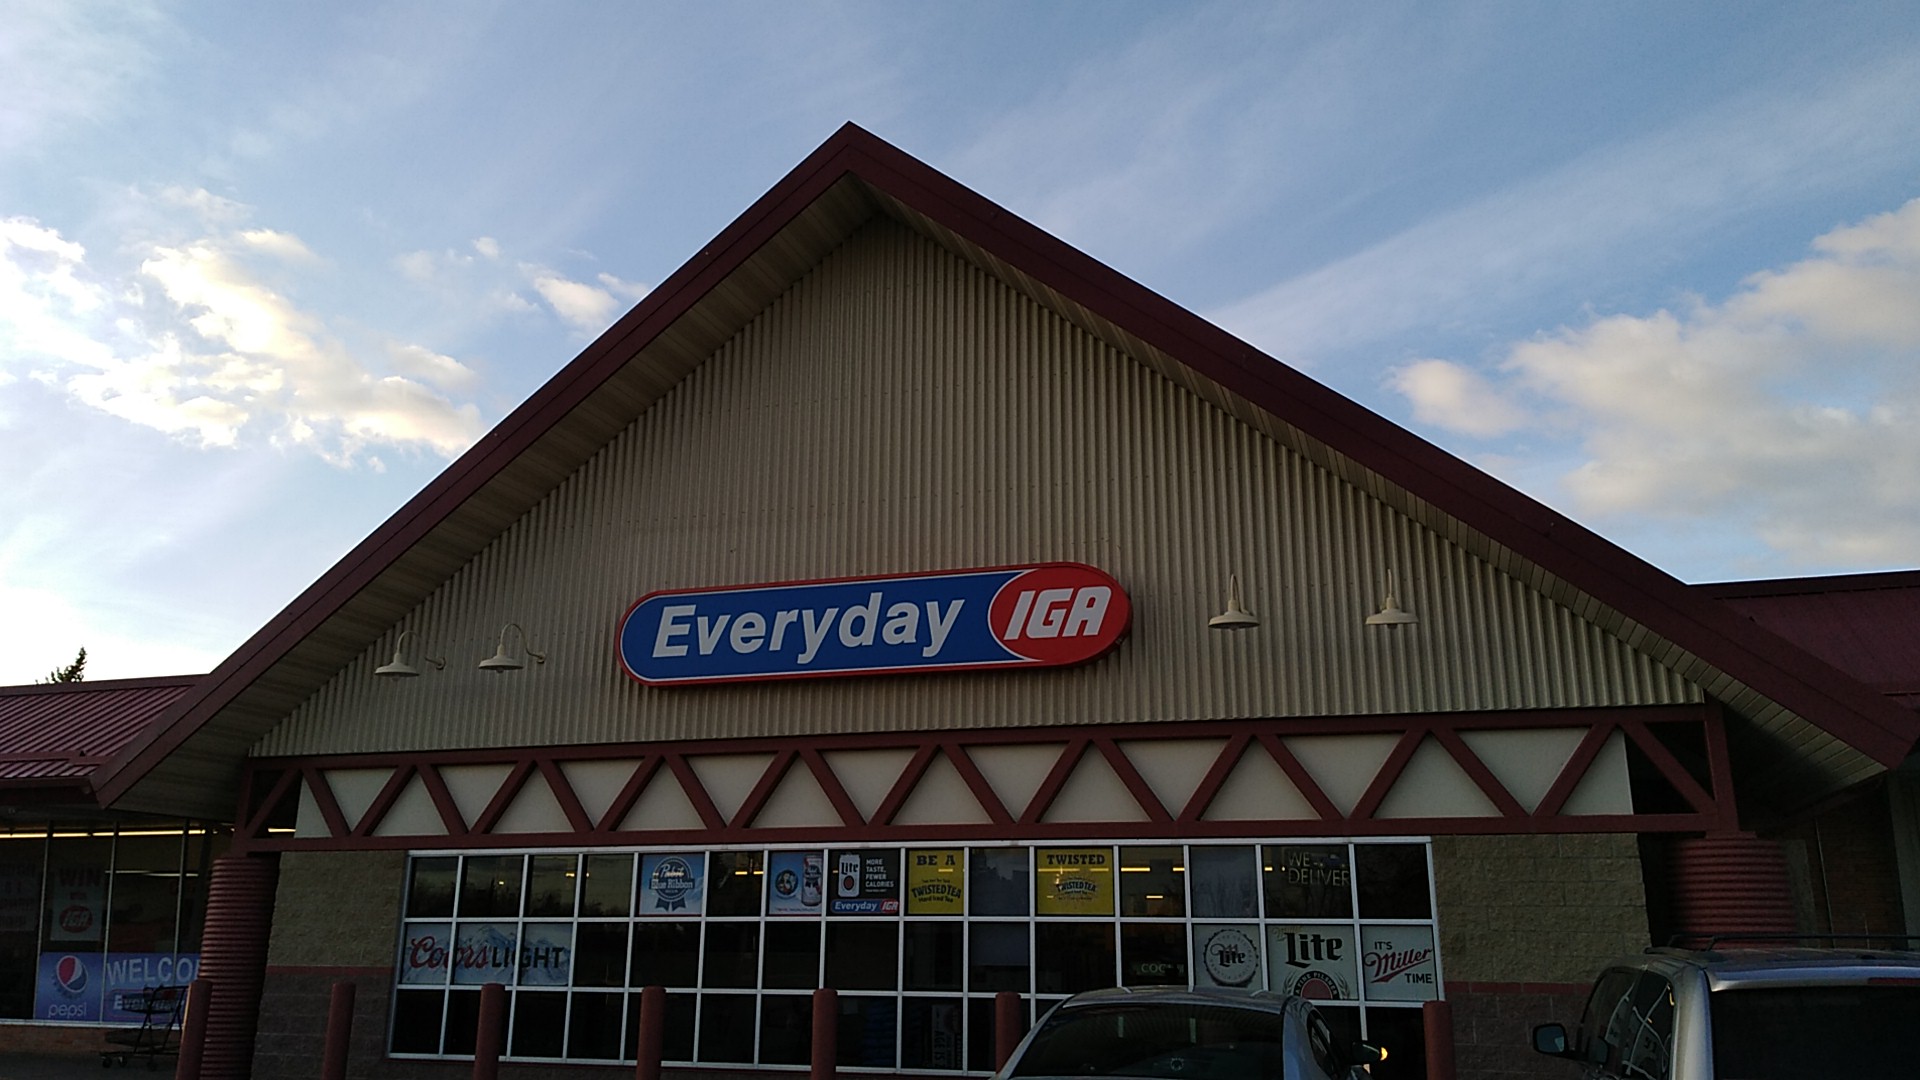 Everyday IGA
Pabst
Blue Ribbon
Lite
MORE
TASTE,
FEWER
CALORIES
Everyday IGA
BE A
TWISTED TEA
TWISTED
TWISTED TEA
WE
DELIVER
Coors LIGHT
Lite
Lite
IT'S
Miller
TIME
WIN
IGA
pepsi
WELCO